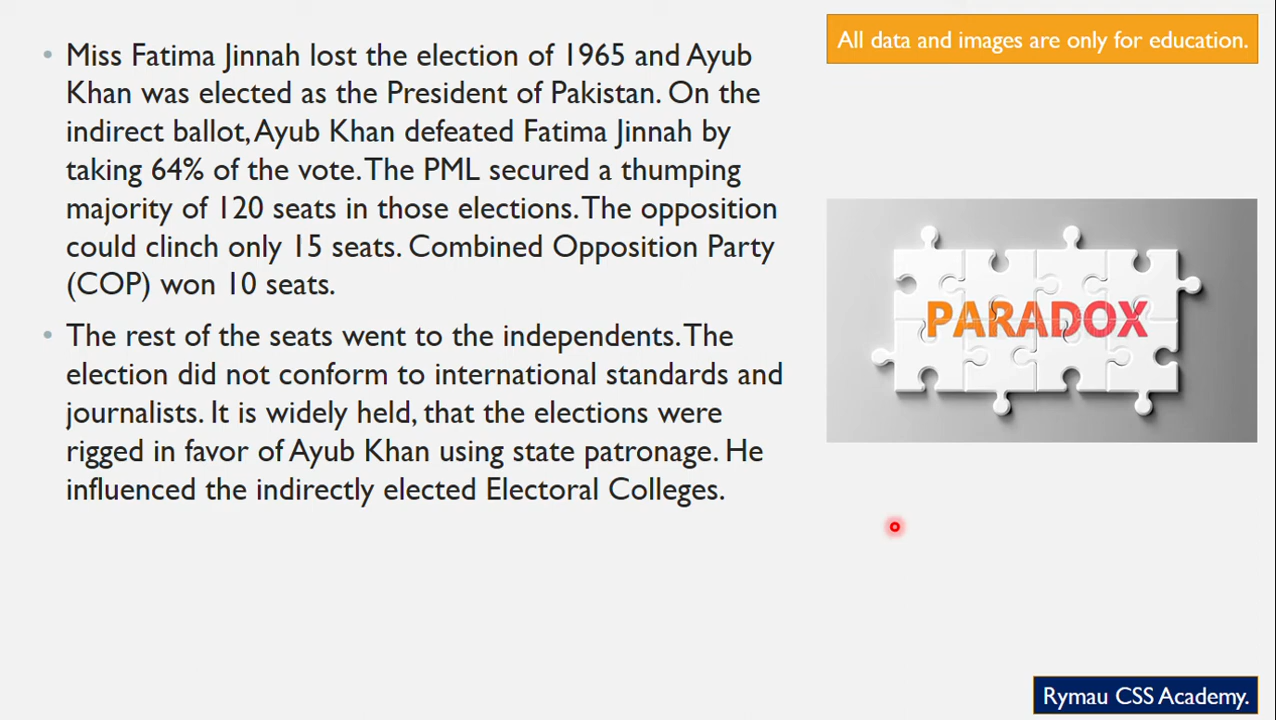 All data and images are only for education.
• Miss Fatima Jinnah lost the election of 1965 and Ayub
Khan was elected as the President of Pakistan. On the
indirect ballot, Ayub Khan defeated Fatima Jinnah by
taking 64% of the vote. The PML secured a thumping
majority of 120 seats in those elections. The opposition
could clinch only 15 seats. Combined Opposition Party
(COP) won 10 seats.
• The rest of the seats went to the independents. The
election did not conform to international standards and
journalists. It is widely held, that the elections were
rigged in favor of Ayub Khan using state patronage. He
influenced the indirectly elected Electoral Colleges.
PARADOX
Rymau CSS Academy.